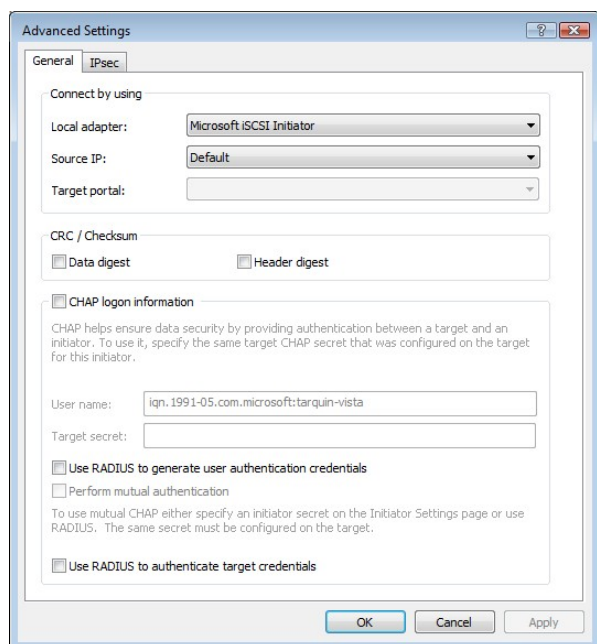 Advanced Settings
General IPsec
Connect by using
Local adapter: Microsoft iSCSI Initiator
Source IP: Default
Target portal:
CRC / Checksum
Data digest Header digest
CHAP logon information
CHAP helps ensure data security by providing authentication between a target and an
initiator. To use it, specify the same target CHAP secret that was configured on the target
for this initiator.
User name: iqn.1991-05.com.microsoft:tarquin-vista
Target secret:
Use RADIUS to generate user authentication credentials
Perform mutual authentication
To use mutual CHAP either specify an initiator secret on the Initiator Settings page or use
RADIUS. The same secret must be configured on the target.
Use RADIUS to authenticate target credentials
OK Cancel Apply